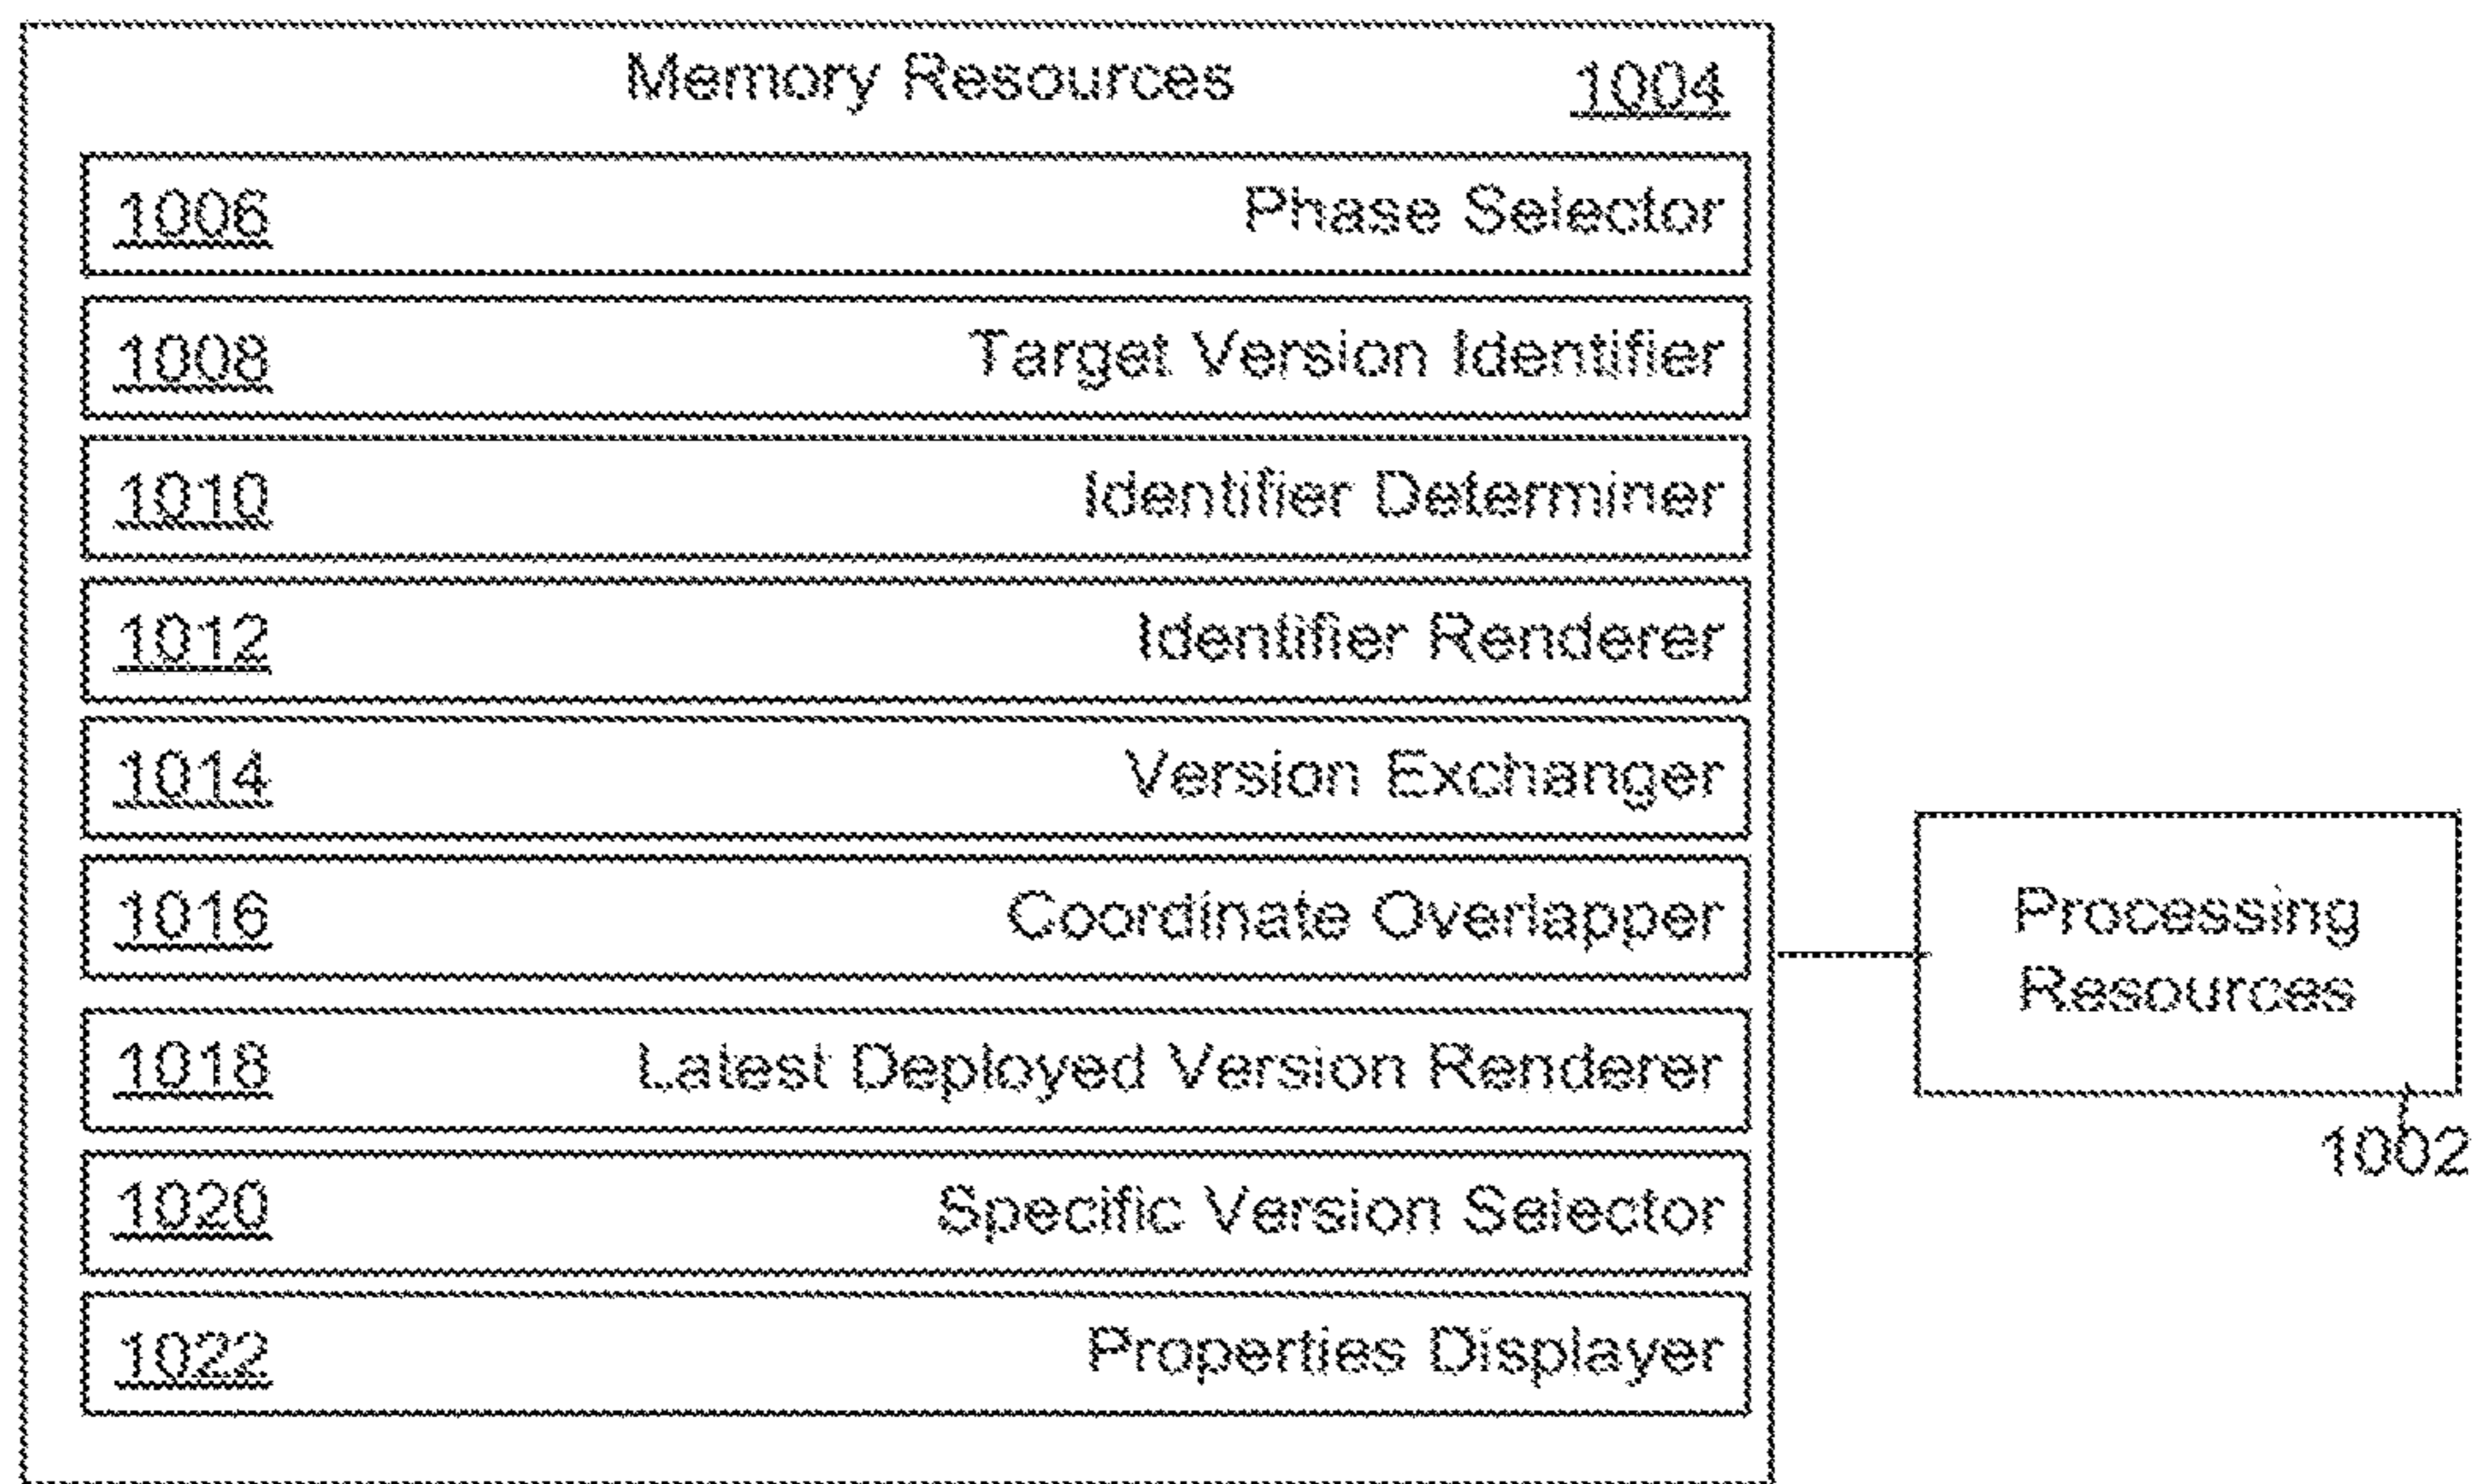 Memory Resources 1004
1006 Phase Selector
1008 Target Version Identifier
1010 Identifier Determiner
1012 Identifier Renderer
1014 Version Exchanger
1016 Coordinate Overlapper
1018 Latest Deployed Version Renderer
1020 Specific Version Selector
1022 Properties Displayer
Processing
Resources
1002